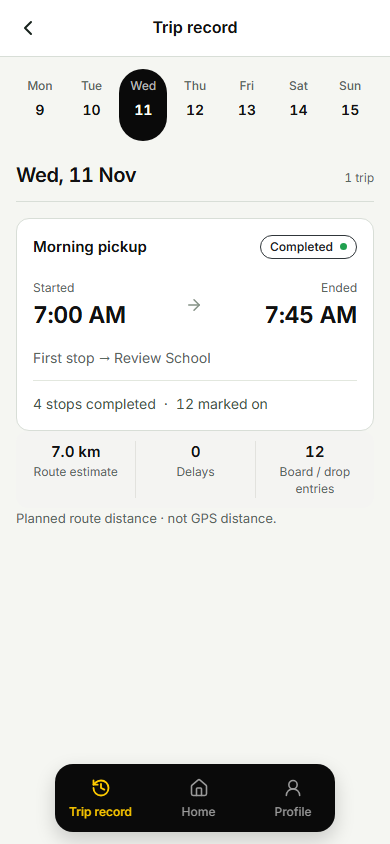 Trip record
Mon Tue Wed Thu Fri Sat Sun
9 10 11 12 13 14 15
Wed, 11 Nov 1 trip
Morning pickup Completed
Started Ended
7:00 AM → 7:45 AM
First stop → Review School
4 stops completed · 12 marked on
7.0 km 0 12
Route estimate Delays Board / drop
entries
Planned route distance · not GPS distance.
Trip record Home Profile